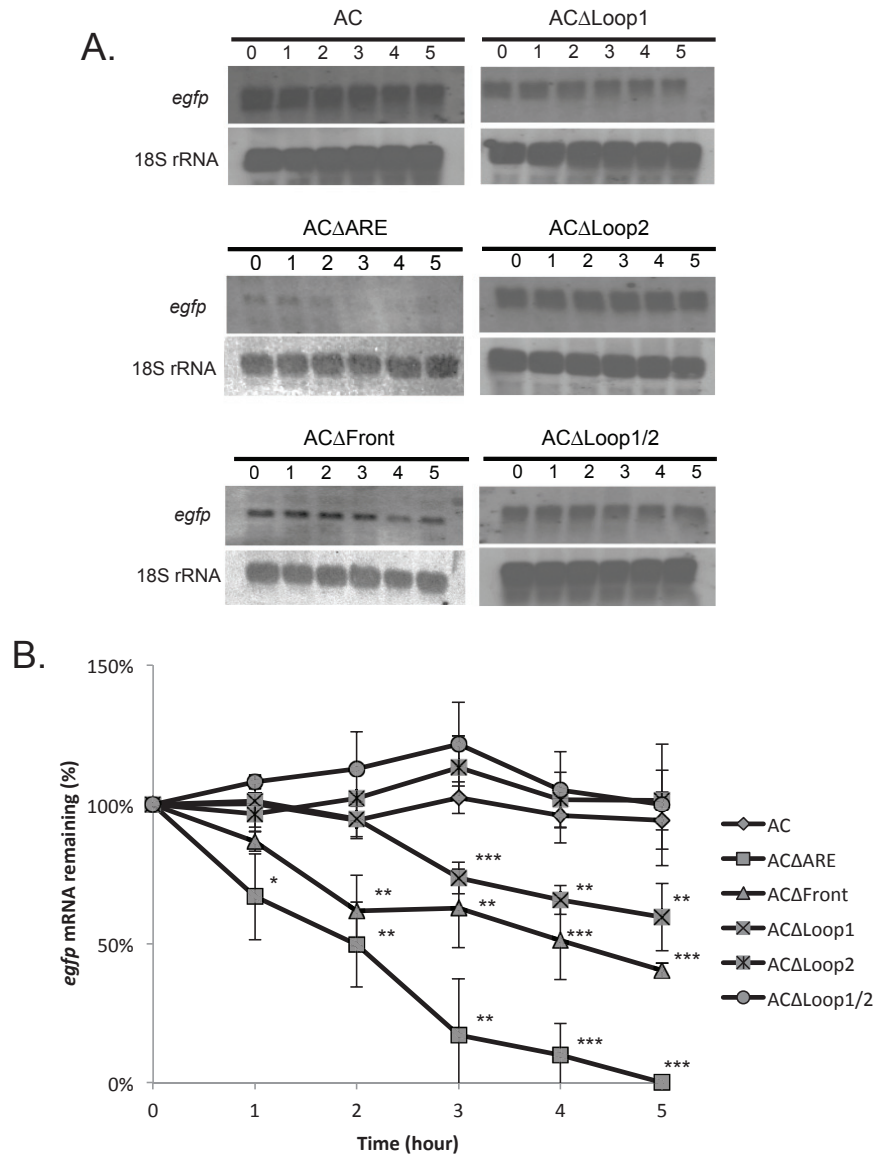 A.
AC
0 1 2 3 4 5
egfp
18S rRNA
ACΔLoop1
0 1 2 3 4 5
ACΔARE
0 1 2 3 4 5
egfp
18S rRNA
ACΔLoop2
0 1 2 3 4 5
ACΔFront
0 1 2 3 4 5
egfp
18S rRNA
ACΔLoop1/2
0 1 2 3 4 5
B.
150%
100%
50%
0%
egfp mRNA remaining (%)
0 1 2 3 4 5
Time (hour)
*
**
**
***
**
**
**
***
***
**
***
***
AC
ACΔARE
ACΔFront
ACΔLoop1
ACΔLoop2
ACΔLoop1/2